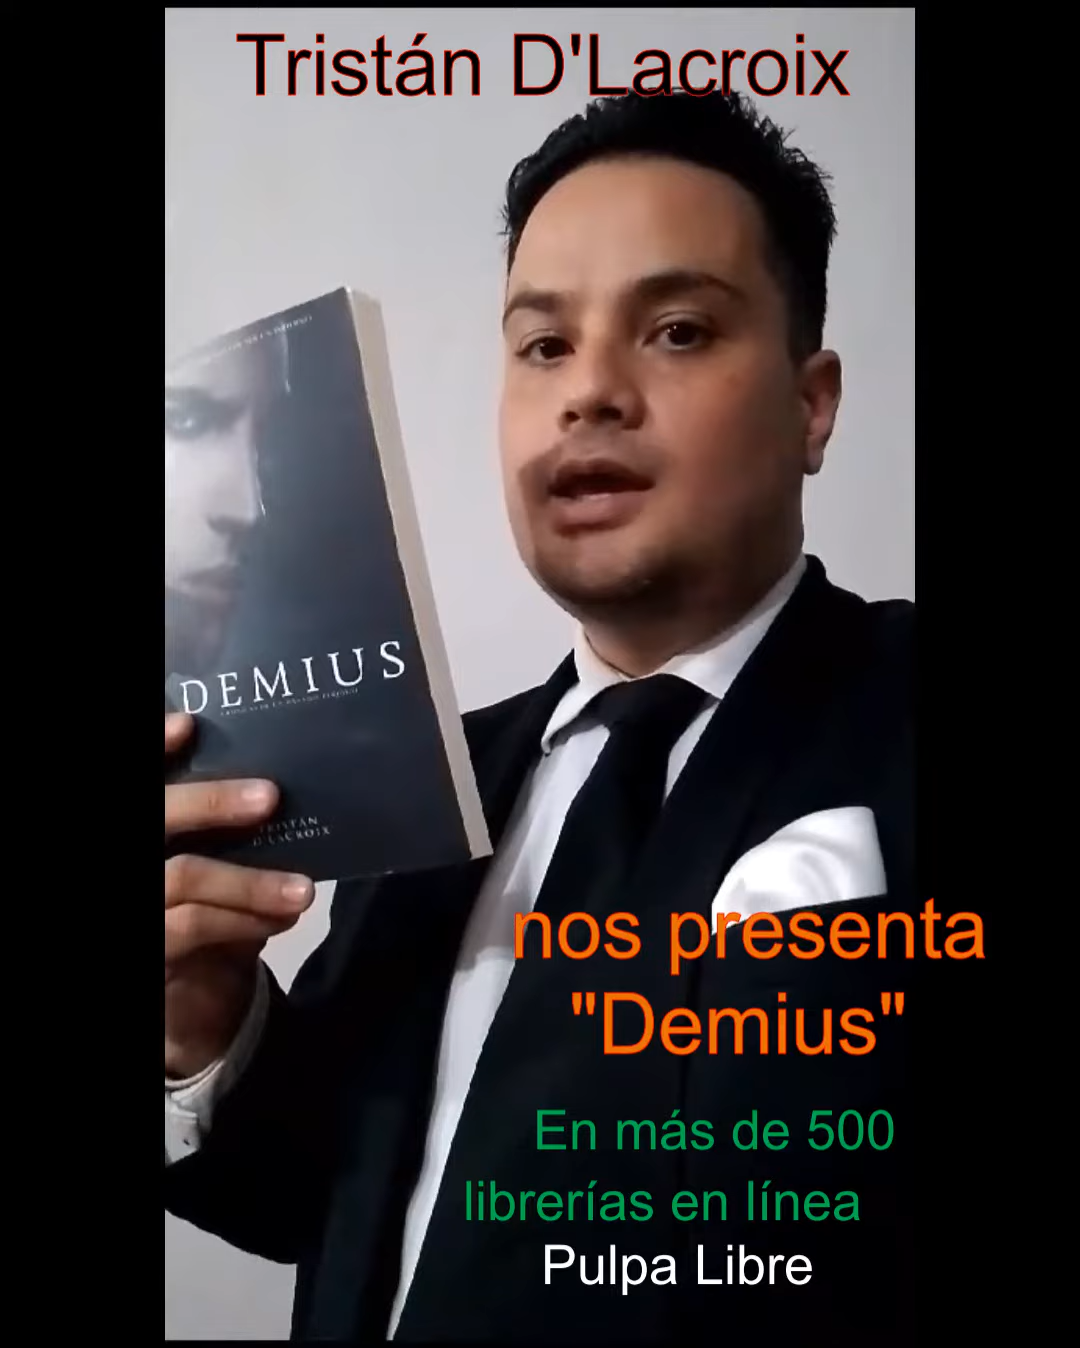 Tristán D'Lacroix
DEMIUS
TRISTÁN
D'LACROIX
nos presenta
"Demius"
En más de 500
librerías en línea
Pulpa Libre